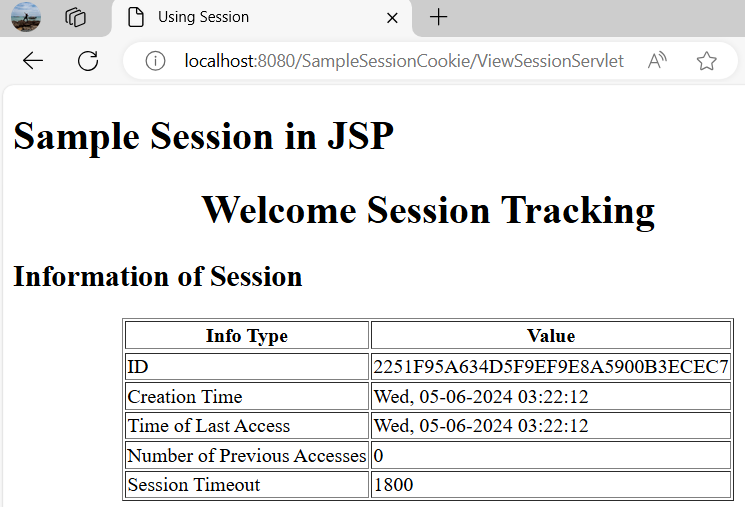 Using Session
localhost:8080/SampleSessionCookie/ViewSessionServlet
Sample Session in JSP
Welcome Session Tracking
Information of Session
Info Type Value
ID 2251F95A634D5F9EF9E8A5900B3ECEC7
Creation Time Wed, 05-06-2024 03:22:12
Time of Last Access Wed, 05-06-2024 03:22:12
Number of Previous Accesses 0
Session Timeout 1800